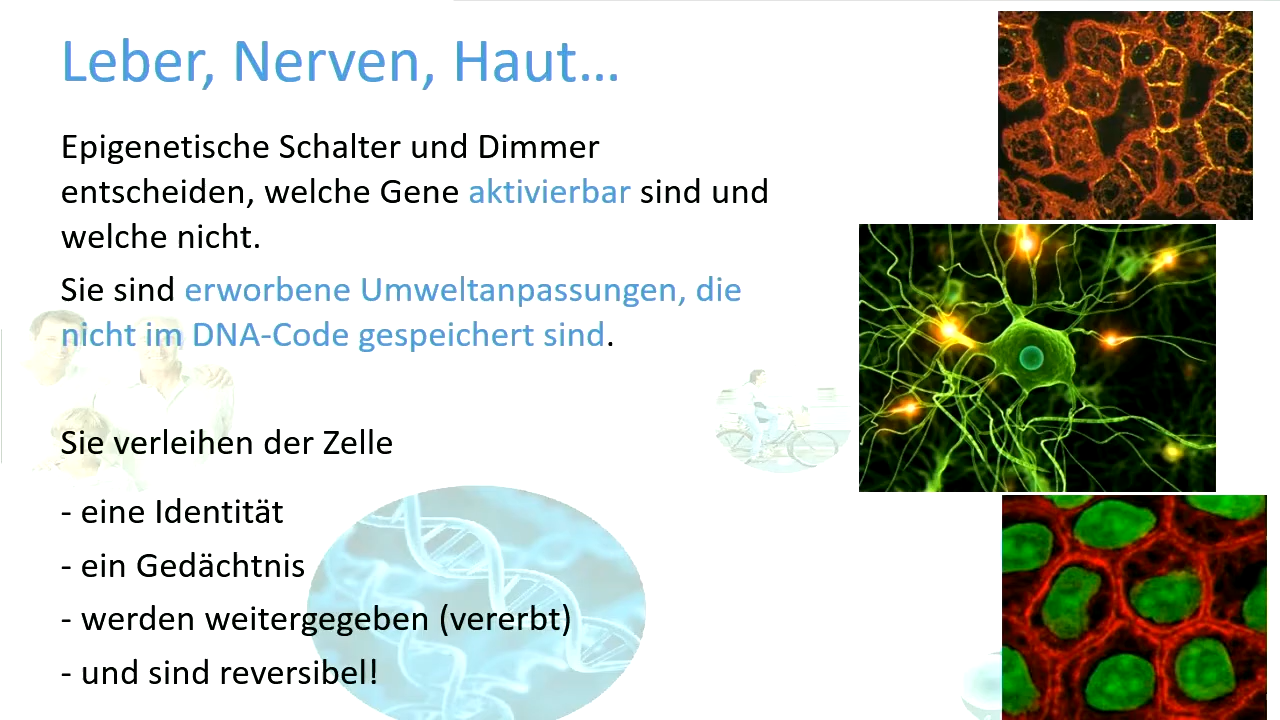 Leber, Nerven, Haut…
Epigenetische Schalter und Dimmer
entscheiden, welche Gene aktivierbar sind und
welche nicht.
Sie sind erworbene Umweltanpassungen, die
nicht im DNA-Code gespeichert sind.
Sie verleihen der Zelle
- eine Identität
- ein Gedächtnis
- werden weitergegeben (vererbt)
- und sind reversibel!